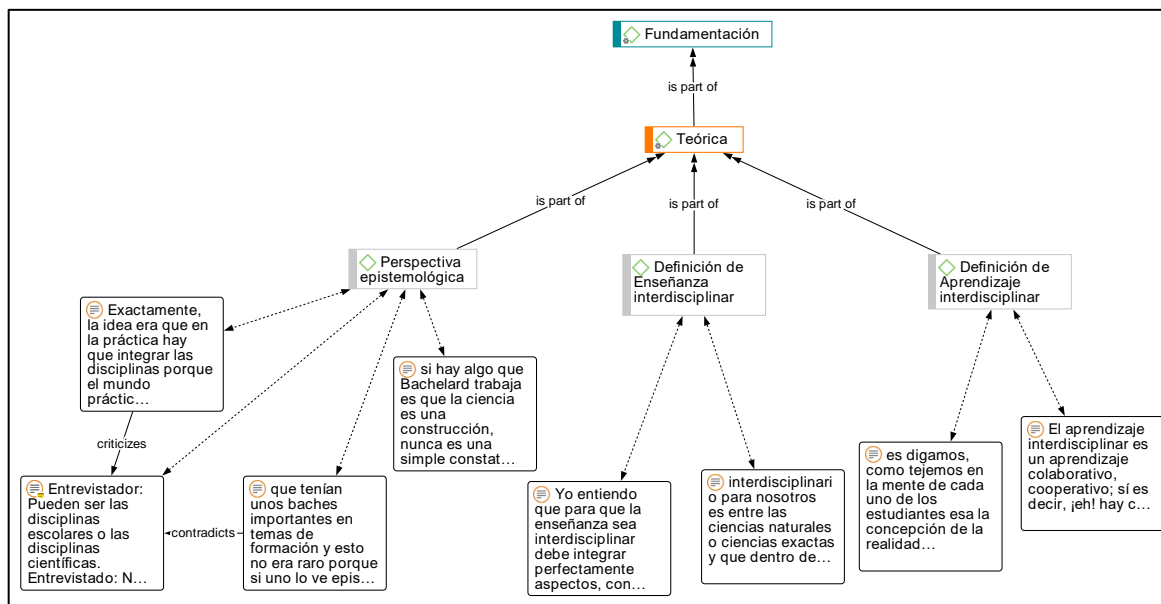 Fundamentación
is part of
Teórica
is part of
is part of
is part of
Perspectiva
epistemológica
Definición de
Enseñanza
interdisciplinar
Definición de
Aprendizaje
interdisciplinar
Exactamente,
la idea era que en
la práctica hay
que integrar las
disciplinas porque
el mundo
práctic...
si hay algo que
Bachelard trabaja
es que la ciencia
es una
construcción,
nunca es una
simple constat...
criticizes
Entrevistador:
Pueden ser las
disciplinas
escolares o las
disciplinas
científicas.
Entrevistado: N...
contradicts
que tenían
unos baches
importantes en
temas de
formación y esto
no era raro porque
si uno lo ve epis...
Yo entiendo
que para que la
enseñanza sea
interdisciplinar
debe integrar
perfectamente
aspectos, con...
interdisciplinari
o para nosotros
es entre las
ciencias naturales
o ciencias exactas
y que dentro de...
es digamos,
como tejemos en
la mente de cada
uno de los
estudiantes esa la
concepción de la
realidad...
El aprendizaje
interdisciplinar es
un aprendizaje
colaborativo,
cooperativo; sí es
decir, ¡eh! hay c...